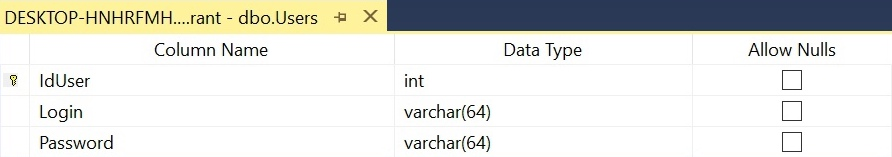 DESKTOP-HNHRFMH....rant - dbo.Users
Column Name Data Type Allow Nulls
IdUser int
Login varchar(64)
Password varchar(64)